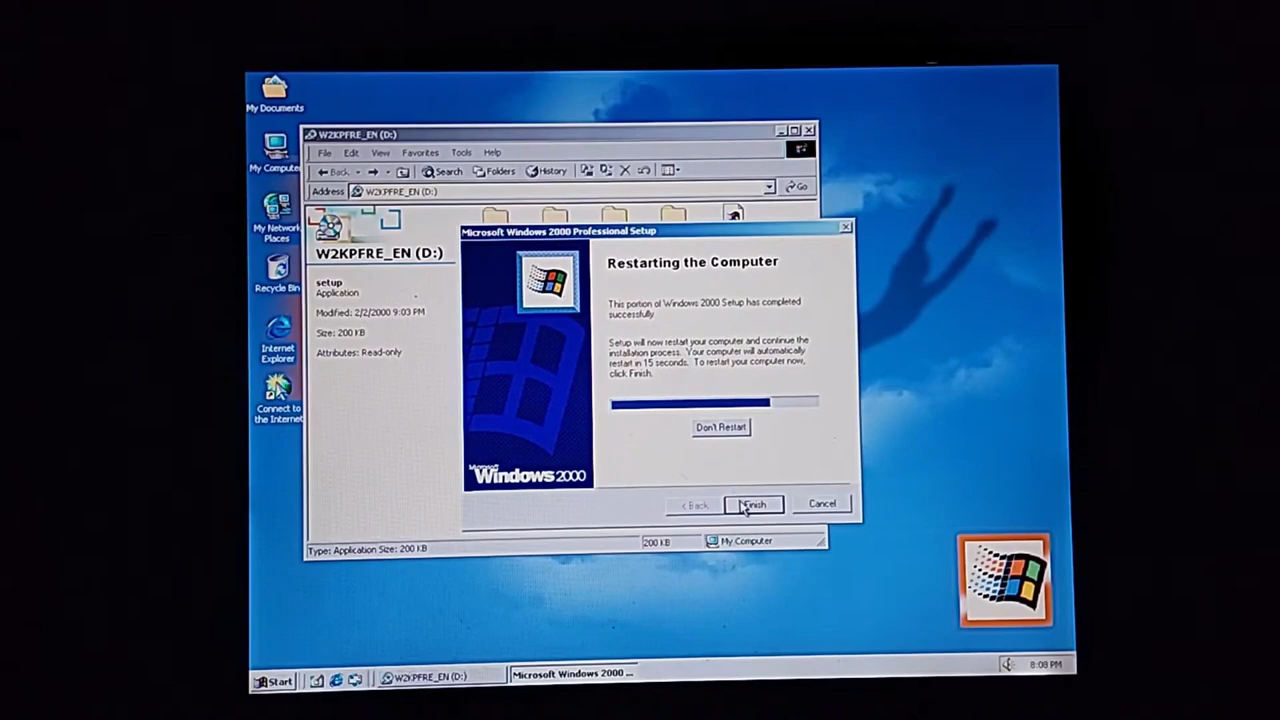 My Documents
My Compute
My Network
Places
Recycle Bin
Internet
Explorer
Connect to
the Internet
W2KPFRE_EN (D:)
File Edit View Favorites Tools Help
Back Search Folders History
Address W2KPFRE_EN (D:) Go
W2KPFRE_EN (D:)
setup
Application
Modified: 2/2/2000 9:03 PM
Size: 200 KB
Attributes: Read-only
Type: Application Size: 200 KB 200 KB My Computer
Microsoft Windows 2000 Professional Setup
Restarting the Computer
This portion of Windows 2000 Setup has completed
successfully.
Setup will now restart your computer and continue the
installation process. Your computer will automatically
restart in 15 seconds. To restart your computer now,
click Finish.
Don't Restart
Microsoft
Windows 2000
< Back Finish Cancel
Start W2KPFRE_EN (D:) Microsoft Windows 2000 ... 8:08 PM